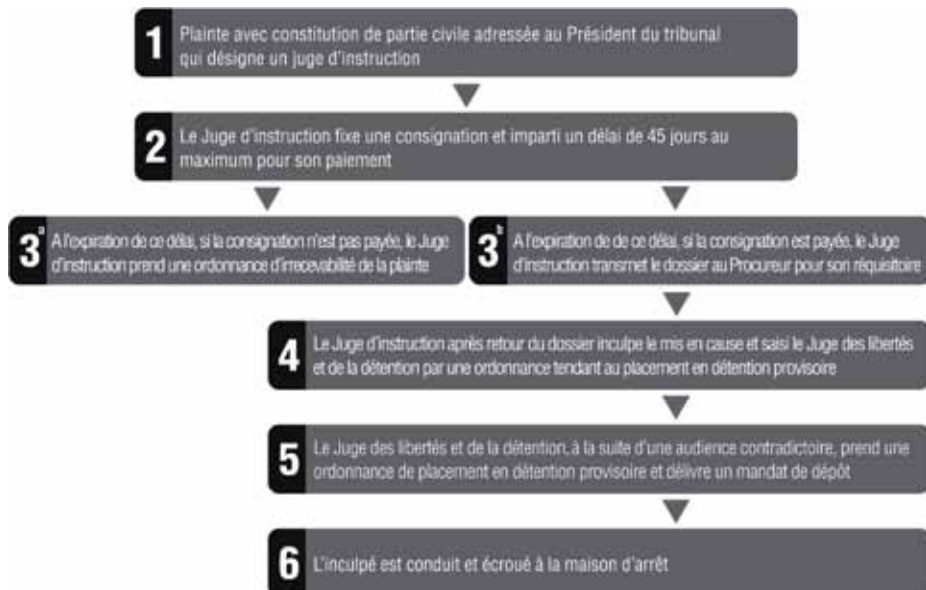 1 Plainte avec constitution de partie civile adressée au Président du tribunal
qui désigne un juge d'instruction
2 Le Juge d'instruction fixe une consignation et imparti un délai de 45 jours au
maximum pour son paiement
3a A l'expiration de ce délai, si la consignation n'est pas payée, le Juge
d'instruction prend une ordonnance d'irrecevabilité de la plainte
3b A l'expiration de de ce délai, si la consignation est payée, le Juge
d'instruction transmet le dossier au Procureur pour son réquisitoire
4 Le Juge d'instruction après retour du dossier inculpe le mis en cause et saisi le Juge des libertés
et de la détention par une ordonnance tendant au placement en détention provisoire
5 Le Juge des libertés et de la détention, à la suite d'une audience contradictoire, prend une
ordonnance de placement en détention provisoire et délivre un mandat de dépôt
6 L'inculpé est conduit et écroué à la maison d'arrêt